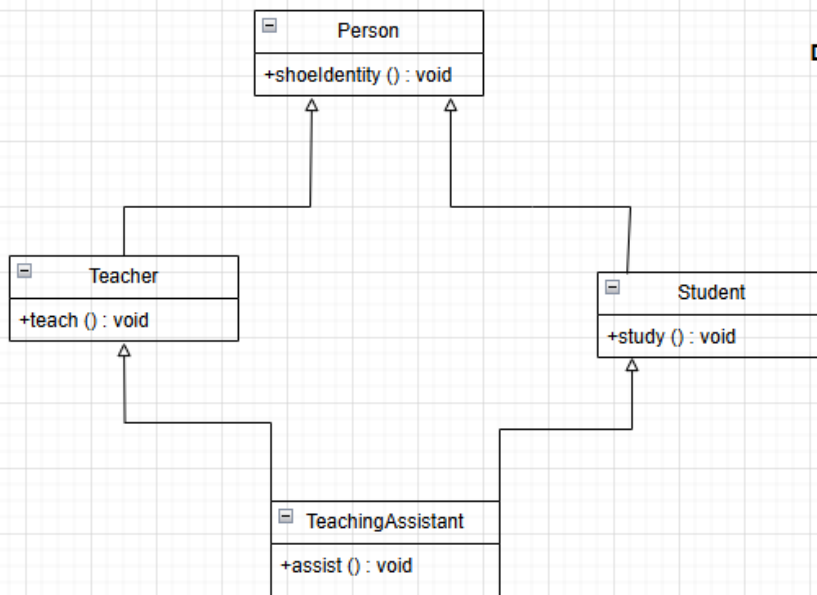 Person
+shoeIdentity () : void
Teacher
+teach () : void
Student
+study () : void
TeachingAssistant
+assist () : void